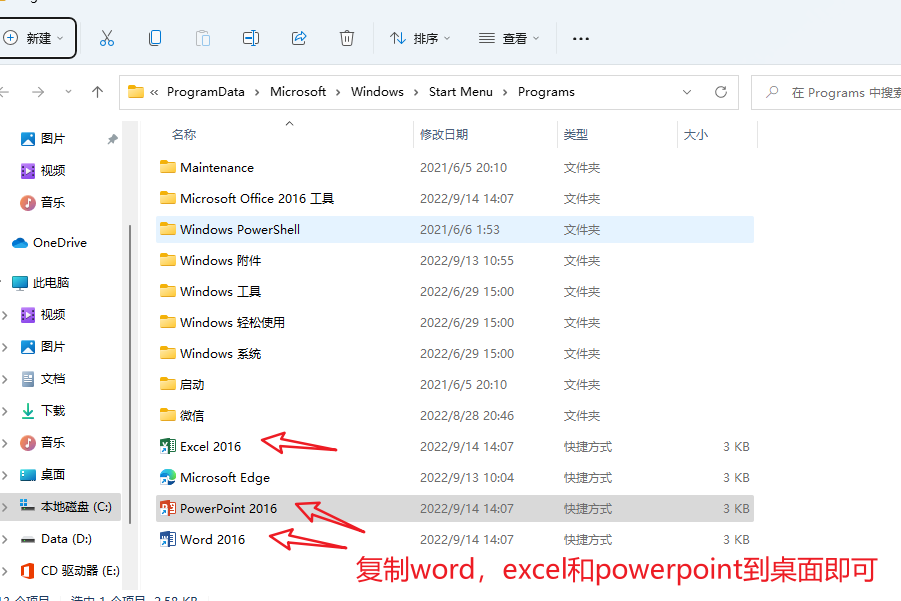 新建
排序
查看
« ProgramData > Microsoft > Windows > Start Menu > Programs
在 Programs 中搜索
名称 修改日期 类型 大小
图片
视频
音乐
OneDrive
此电脑
视频
图片
文档
下载
音乐
桌面
本地磁盘 (C:)
Data (D:)
CD 驱动器 (E:)
Maintenance 2021/6/5 20:10 文件夹
Microsoft Office 2016 工具 2022/9/14 14:07 文件夹
Windows PowerShell 2021/6/6 1:53 文件夹
Windows 附件 2022/9/13 10:55 文件夹
Windows 工具 2022/6/29 15:00 文件夹
Windows 轻松使用 2022/6/29 15:00 文件夹
Windows 系统 2022/6/29 15:00 文件夹
启动 2021/6/5 20:10 文件夹
微信 2022/8/28 20:46 文件夹
Excel 2016 2022/9/14 14:07 快捷方式 3 KB
Microsoft Edge 2022/9/13 10:04 快捷方式 3 KB
PowerPoint 2016 2022/9/14 14:07 快捷方式 3 KB
Word 2016 2022/9/14 14:07 快捷方式 3 KB
复制word，excel和powerpoint到桌面即可